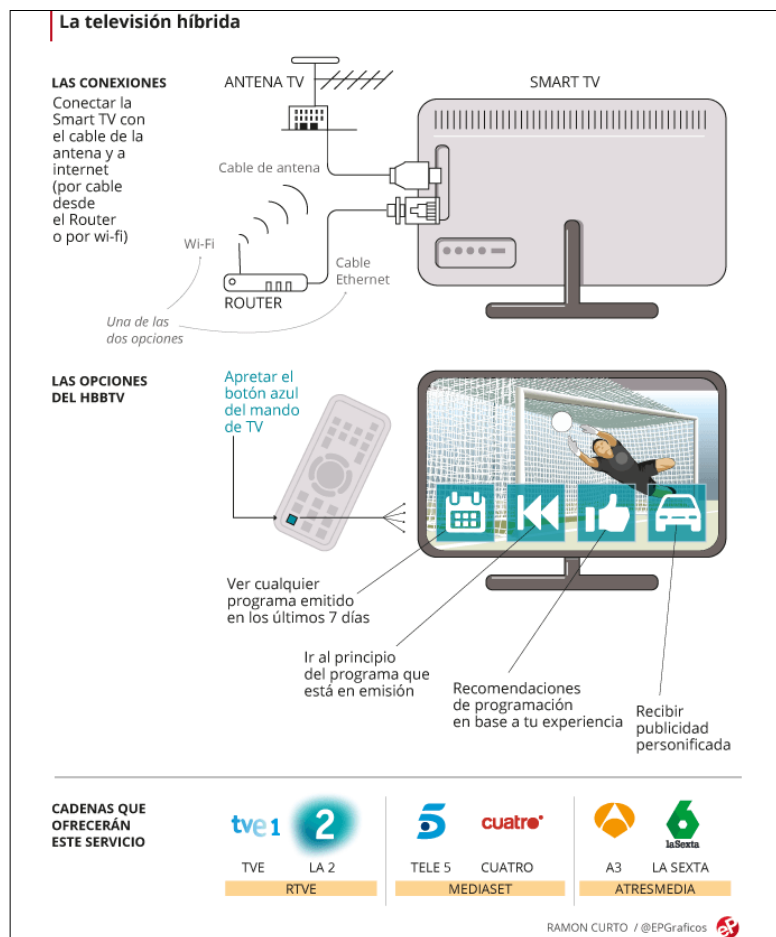 La televisión híbrida
LAS CONEXIONES
Conectar la
Smart TV con
el cable de la
antena y a
internet
(por cable
desde
el Router
o por wi-fi)
ANTENA TV
SMART TV
Cable de antena
Wi-Fi
Cable
Ethernet
ROUTER
Una de las
dos opciones
LAS OPCIONES
DEL HBBTV
Apretar el
botón azul
del mando
de TV
Ver cualquier
programa emitido
en los últimos 7 días
Ir al principio
del programa que
está en emisión
Recomendaciones
de programación
en base a tu experiencia
Recibir
publicidad
personificada
CADENAS QUE
OFRECERÁN
ESTE SERVICIO
tve 1
2
5
cuatro
6
laSexta
TVE
LA 2
TELE 5
CUATRO
A3
LA SEXTA
RTVE
MEDIASET
ATRESMEDIA
RAMON CURTO / @EPGraficos
eP